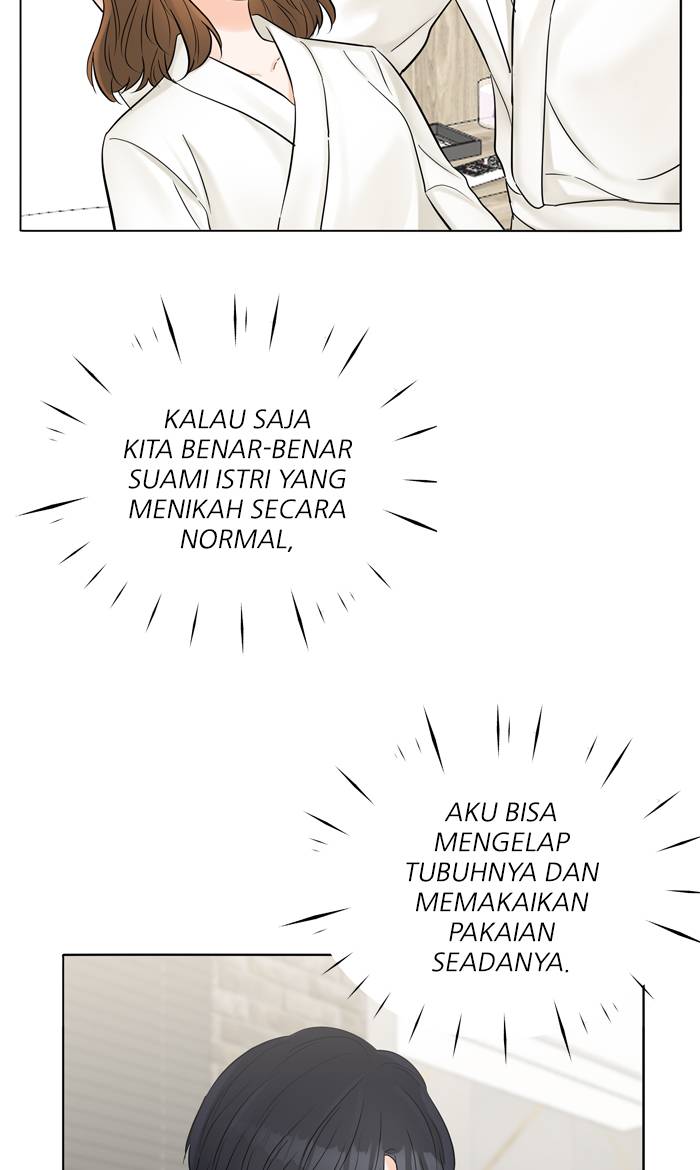 KALAU SAJA
KITA BENAR-BENAR
SUAMI ISTRI YANG
MENIKAH SECARA
NORMAL,
AKU BISA
MENGELAP
TUBUHNYA DAN
MEMAKAIKAN
PAKAIAN
SEADANYA.